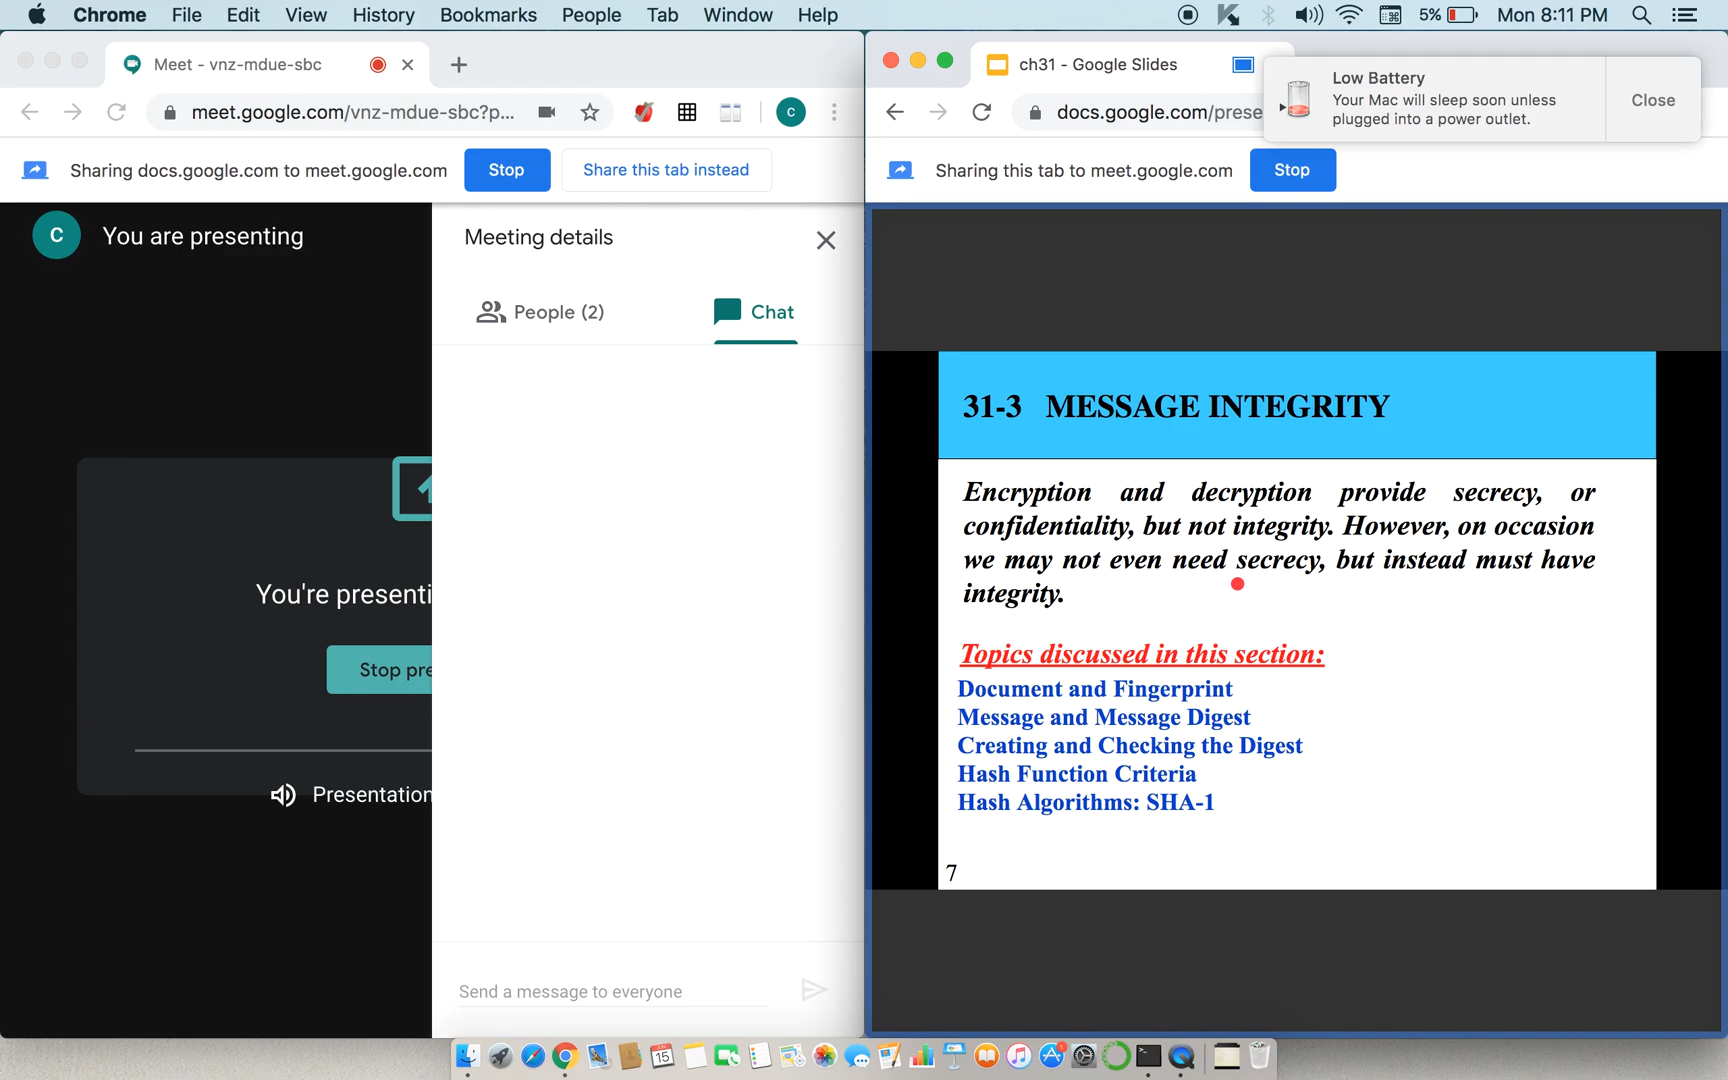 Chrome File Edit View History Bookmarks People Tab Window Help 5% Mon 8:11 PM
Meet - vnz-mdue-sbc
meet.google.com/vnz-mdue-sbc?p...
C
Sharing docs.google.com to meet.google.com Stop Share this tab instead
C You are presenting
You're presenti
Stop pre
Presentation
Meeting details
People (2) Chat
Send a message to everyone
ch31 - Google Slides
docs.google.com/prese
Low Battery
Your Mac will sleep soon unless
plugged into a power outlet.
Close
Sharing this tab to meet.google.com Stop
31-3 MESSAGE INTEGRITY
Encryption and decryption provide secrecy, or
confidentiality, but not integrity. However, on occasion
we may not even need secrecy, but instead must have
integrity.
Topics discussed in this section:
Document and Fingerprint
Message and Message Digest
Creating and Checking the Digest
Hash Function Criteria
Hash Algorithms: SHA-1
7
15